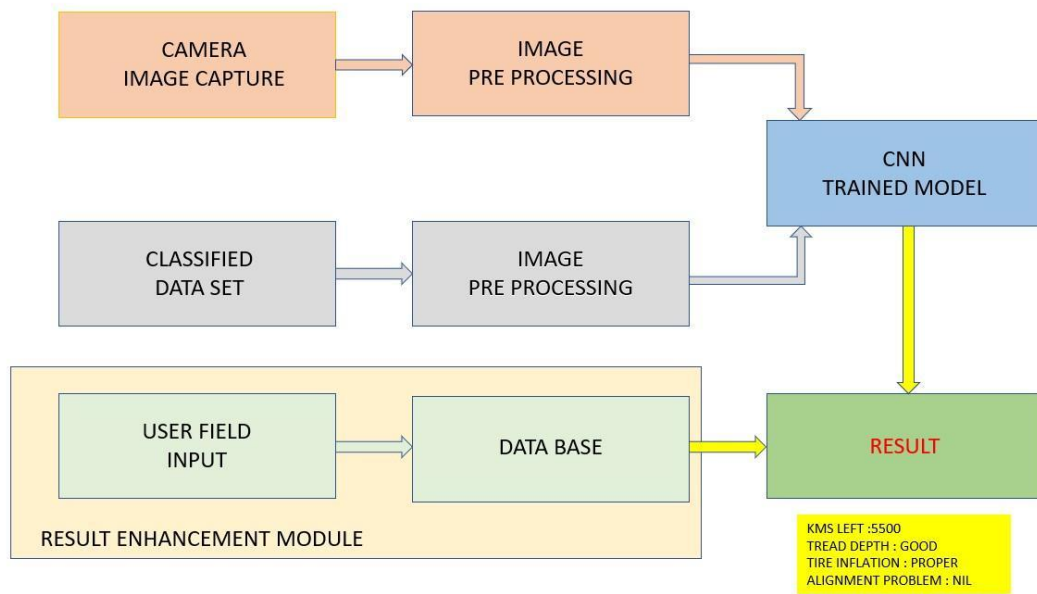 CAMERA
IMAGE CAPTURE
IMAGE
PRE PROCESSING
CNN
TRAINED MODEL
CLASSIFIED
DATA SET
IMAGE
PRE PROCESSING
USER FIELD
INPUT
DATA BASE
RESULT
RESULT ENHANCEMENT MODULE
KMS LEFT :5500
TREAD DEPTH : GOOD
TIRE INFLATION : PROPER
ALIGNMENT PROBLEM : NIL